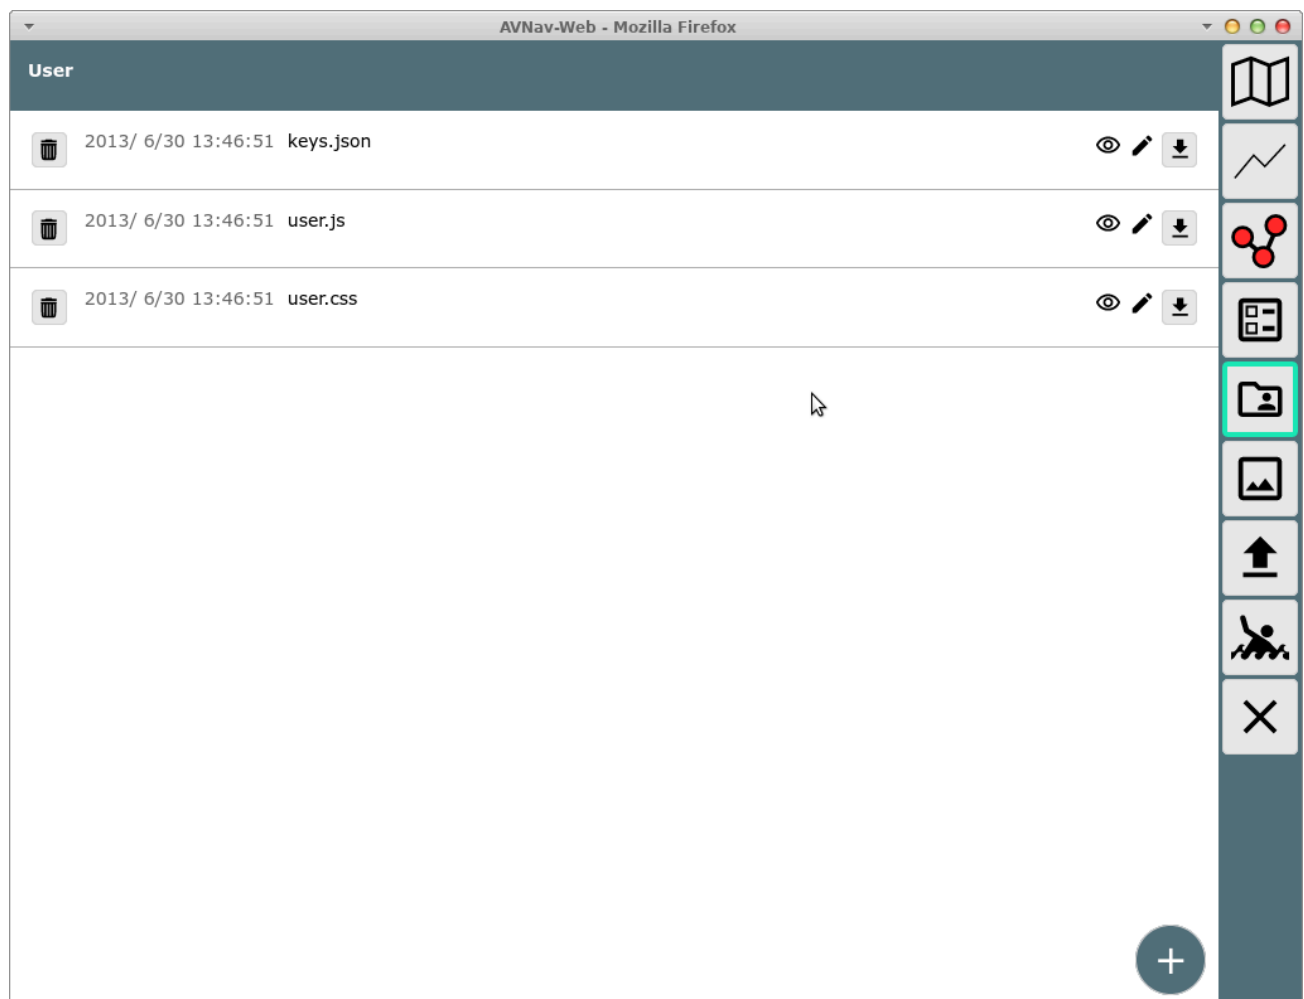 AVNav-Web - Mozilla Firefox
User
2013/ 6/30 13:46:51 keys.json
2013/ 6/30 13:46:51 user.js
2013/ 6/30 13:46:51 user.css